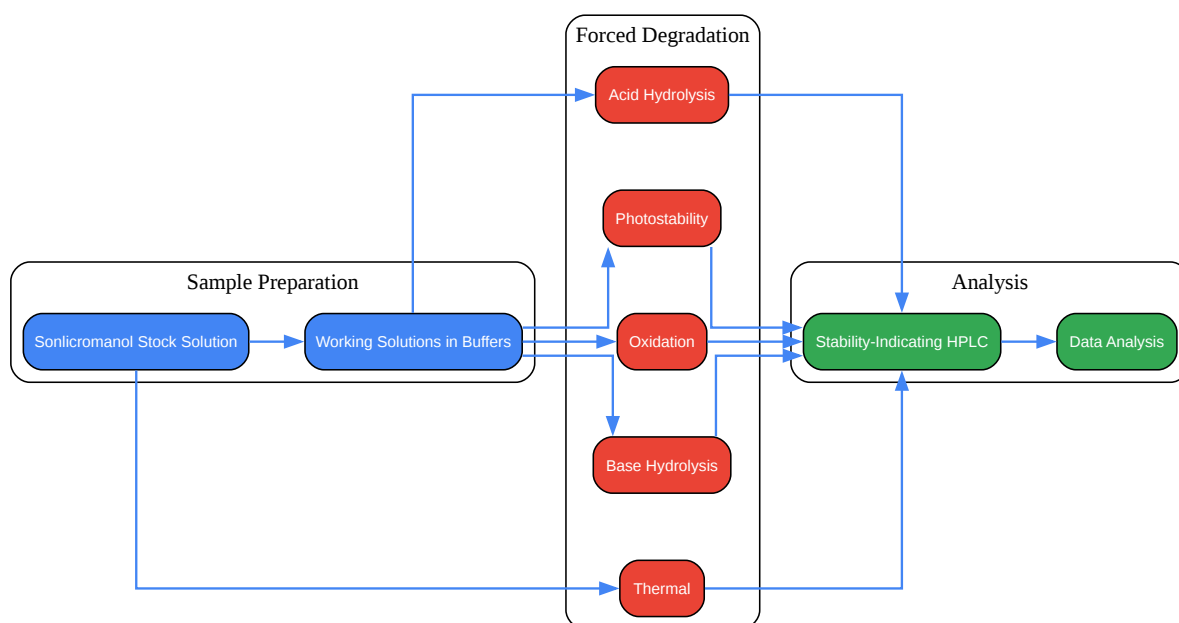 Forced Degradation
Acid Hydrolysis
Photostability
Sample Preparation
Analysis
Sonlicromanol Stock Solution
Working Solutions in Buffers
Oxidation
Stability-Indicating HPLC
Data Analysis
Base Hydrolysis
Thermal